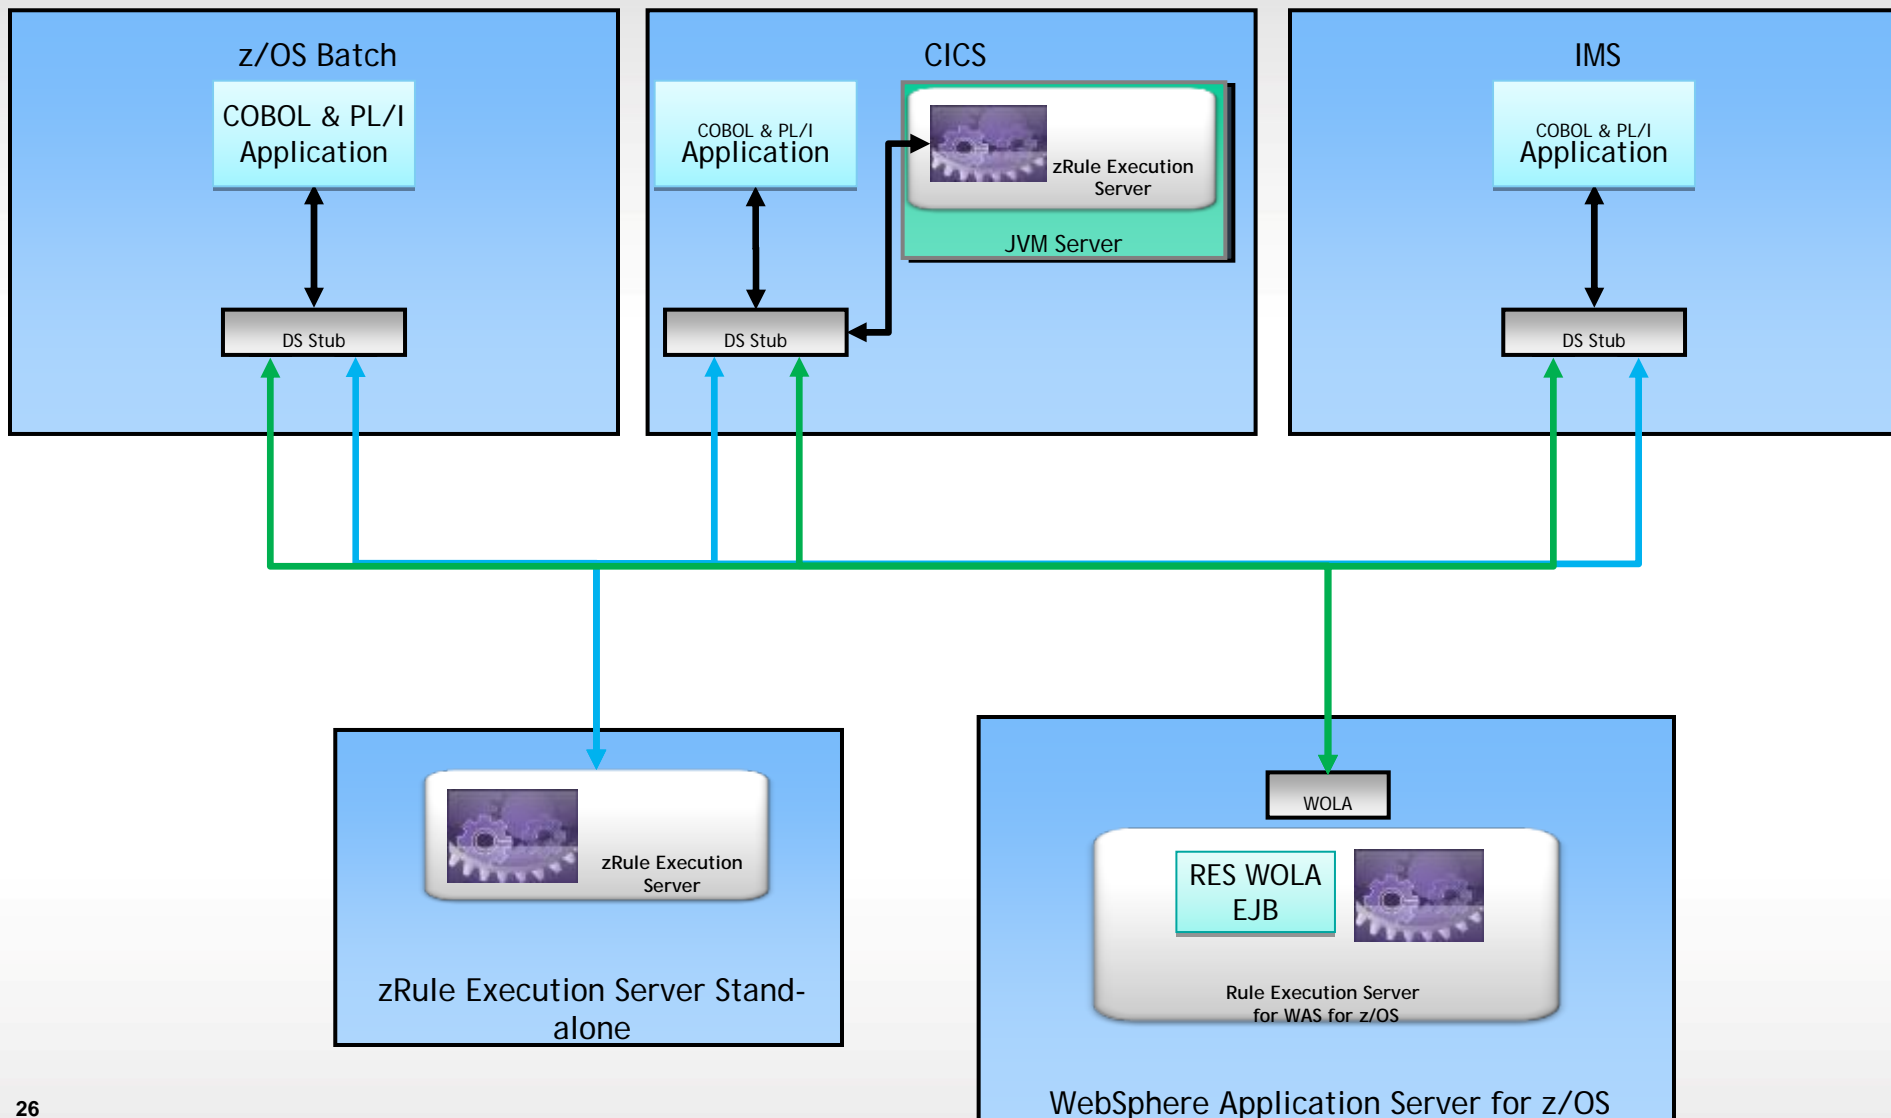 z/OS Batch
COBOL & PL/I
Application
DS Stub
CICS
COBOL & PL/I
Application
zRule Execution
Server
JVM Server
DS Stub
IMS
COBOL & PL/I
Application
DS Stub
zRule Execution
Server
zRule Execution Server Stand-
alone
WOLA
RES WOLA
EJB
Rule Execution Server
for WAS for z/OS
WebSphere Application Server for z/OS
26